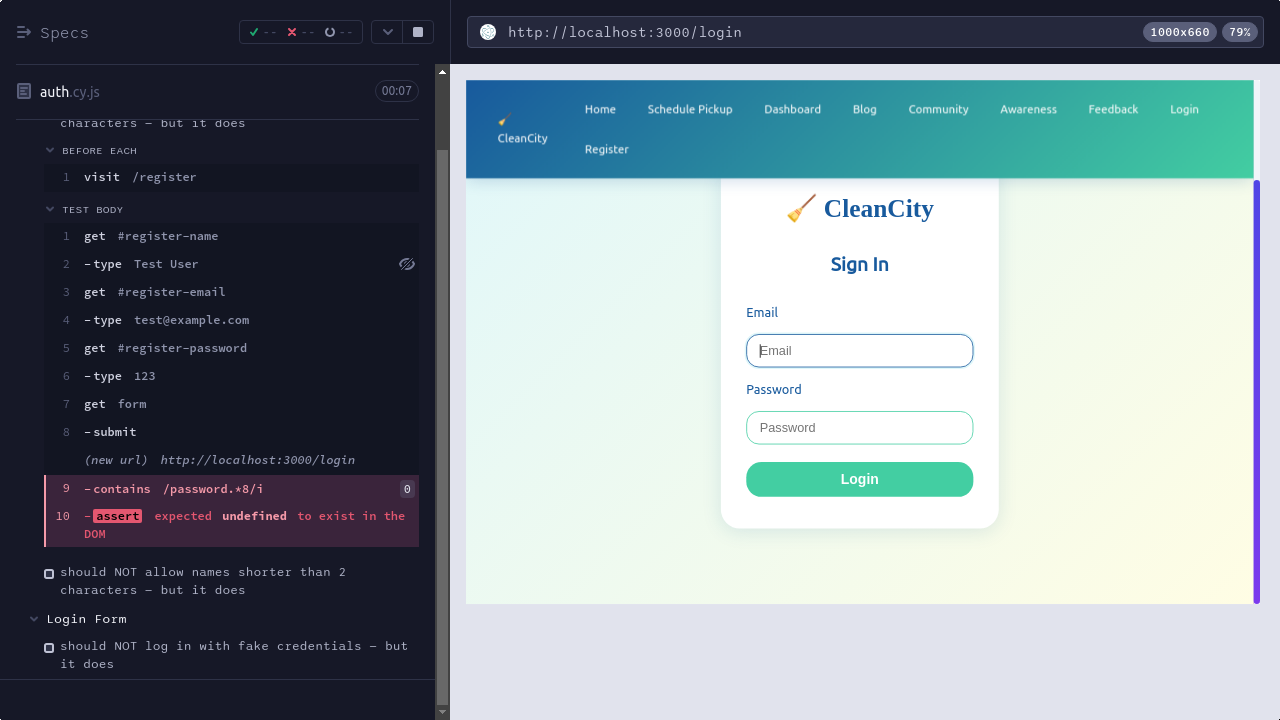 Specs
-- -- --
auth.cy.js
00:07
characters – but it does
BEFORE EACH
1 visit /register
TEST BODY
1 get #register-name
2 -type Test User
3 get #register-email
4 -type test@example.com
5 get #register-password
6 -type 123
7 get form
8 -submit
(new url) http://localhost:3000/login
9 -contains /password.*8/i 0
10 -assert expected undefined to exist in the
DOM
should NOT allow names shorter than 2
characters – but it does
Login Form
should NOT log in with fake credentials – but
it does
http://localhost:3000/login
1000x660 79%
CleanCity
Home Schedule Pickup Dashboard Blog Community Awareness Feedback Login
Register
CleanCity
Sign In
Email
Email
Password
Password
Login